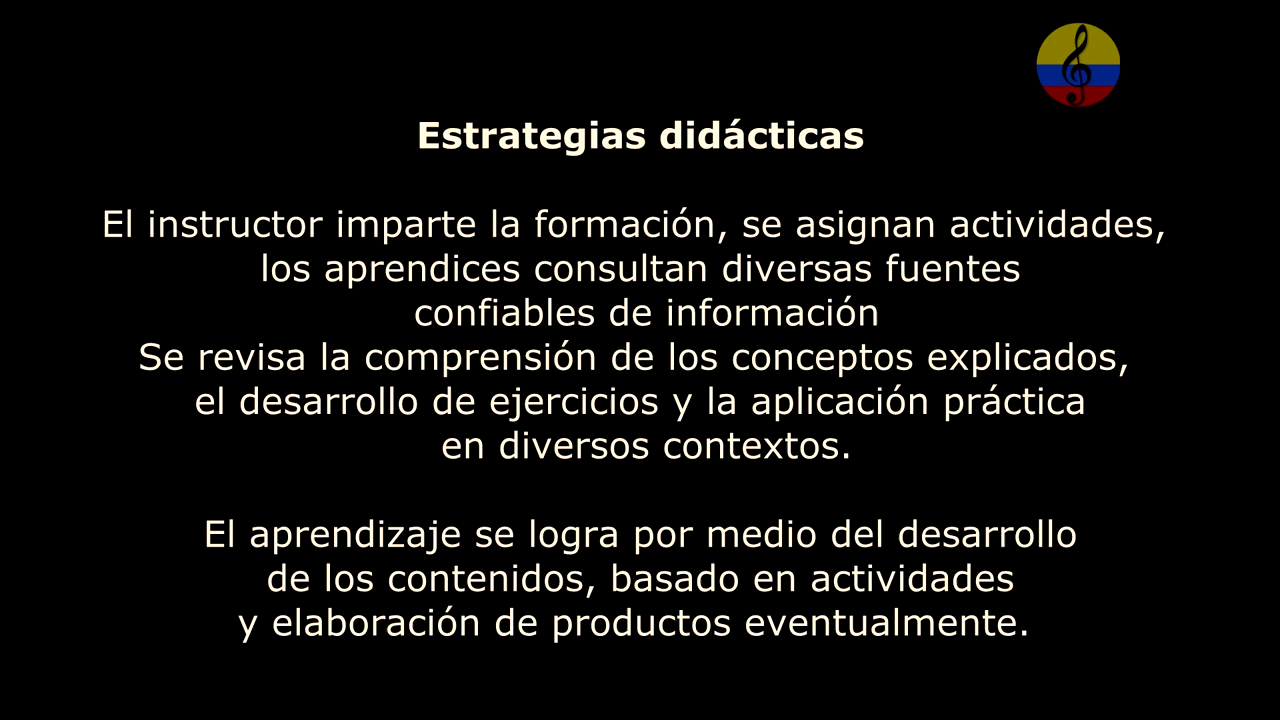 Estrategias didácticas
El instructor imparte la formación, se asignan actividades,
los aprendices consultan diversas fuentes
confiables de información
Se revisa la comprensión de los conceptos explicados,
el desarrollo de ejercicios y la aplicación práctica
en diversos contextos.
El aprendizaje se logra por medio del desarrollo
de los contenidos, basado en actividades
y elaboración de productos eventualmente.